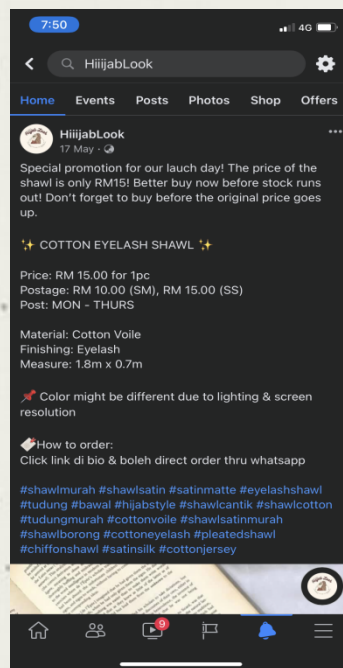 7:50
4G
HiiijabLook
Home Events Posts Photos Shop Offers
HiiijabLook
17 May ·
Special promotion for our lauch day! The price of the
shawl is only RM15! Better buy now before stock runs
out! Don't forget to buy before the original price goes
up.
✨ COTTON EYELASH SHAWL ✨
Price: RM 15.00 for 1pc
Postage: RM 10.00 (SM), RM 15.00 (SS)
Post: MON - THURS
Material: Cotton Voile
Finishing: Eyelash
Measure: 1.8m x 0.7m
📌 Color might be different due to lighting & screen
resolution
🏷️How to order:
Click link di bio & boleh direct order thru whatsapp
#shawlmurah #shawlsatin #satinmatte #eyelashshawl
#tudung #bawal #hijabstyle #shawlcantik #shawlcotton
#tudungmurah #cottonvoile #shawlsatinmurah
#shawlborong #cottoneyelash #pleatedshawl
#chiffonshawl #satinsilk #cottonjersey
9